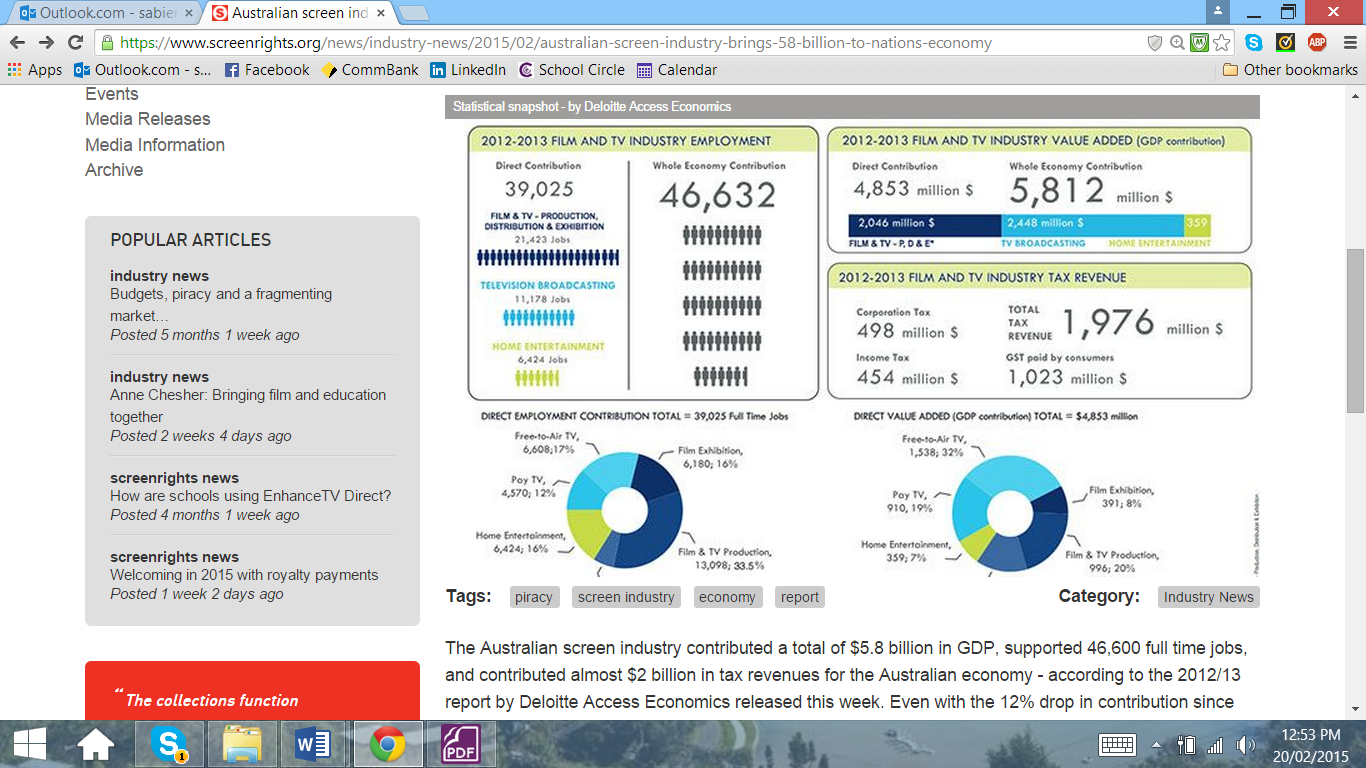 Outlook.com - sabier
Australian screen ind
https://www.screenrights.org/news/industry-news/2015/02/australian-screen-industry-brings-58-billion-to-nations-economy
ABP
Apps
Outlook.com - s...
Facebook
CommBank
LinkedIn
School Circle
Calendar
Other bookmarks
Events
Media Releases
Media Information
Archive
POPULAR ARTICLES
industry news
Budgets, piracy and a fragmenting
market…
Posted 5 months 1 week ago
industry news
Anne Chesher: Bringing film and education
together
Posted 2 weeks 4 days ago
screenrights news
How are schools using EnhanceTV Direct?
Posted 4 months 1 week ago
screenrights news
Welcoming in 2015 with royalty payments
Posted 1 week 2 days ago
“ The collections function
Statistical snapshot - by Deloitte Access Economics
2012-2013 FILM AND TV INDUSTRY EMPLOYMENT
Direct Contribution
39,025
FILM & TV - PRODUCTION,
DISTRIBUTION & EXHIBITION
21,423 Jobs
TELEVISION BROADCASTING
11,178 Jobs
HOME ENTERTAINMENT
6,424 Jobs
Whole Economy Contribution
46,632
2012-2013 FILM AND TV INDUSTRY VALUE ADDED (GDP contribution)
Direct Contribution
4,853 million $
Whole Economy Contribution
5,812 million $
2,046 million $
2,448 million $
359
FILM & TV - P, D & E*
TV BROADCASTING
HOME ENTERTAINMENT
2012-2013 FILM AND TV INDUSTRY TAX REVENUE
Corporation Tax
498 million $
TOTAL
TAX
REVENUE
1,976 million $
Income Tax
454 million $
GST paid by consumers
1,023 million $
DIRECT EMPLOYMENT CONTRIBUTION TOTAL = 39,025 Full Time Jobs
Free-to-Air TV,
6,608;17%
Film Exhibition,
6,180; 16%
Pay TV,
4,570; 12%
Home Entertainment,
6,424; 16%
Film & TV Production,
13,098; 33.5%
DIRECT VALUE ADDED (GDP contribution) TOTAL = $4,853 million
Free-to-Air TV,
1,538; 32%
Pay TV,
910, 19%
Film Exhibition,
391; 8%
Home Entertainment,
359; 7%
Film & TV Production,
996; 20%
Production, Distribution & Exhibition
Tags:
piracy
screen industry
economy
report
Category:
Industry News
The Australian screen industry contributed a total of $5.8 billion in GDP, supported 46,600 full time jobs,
and contributed almost $2 billion in tax revenues for the Australian economy - according to the 2012/13
report by Deloitte Access Economics released this week. Even with the 12% drop in contribution since
1
PDF
12:53 PM
20/02/2015